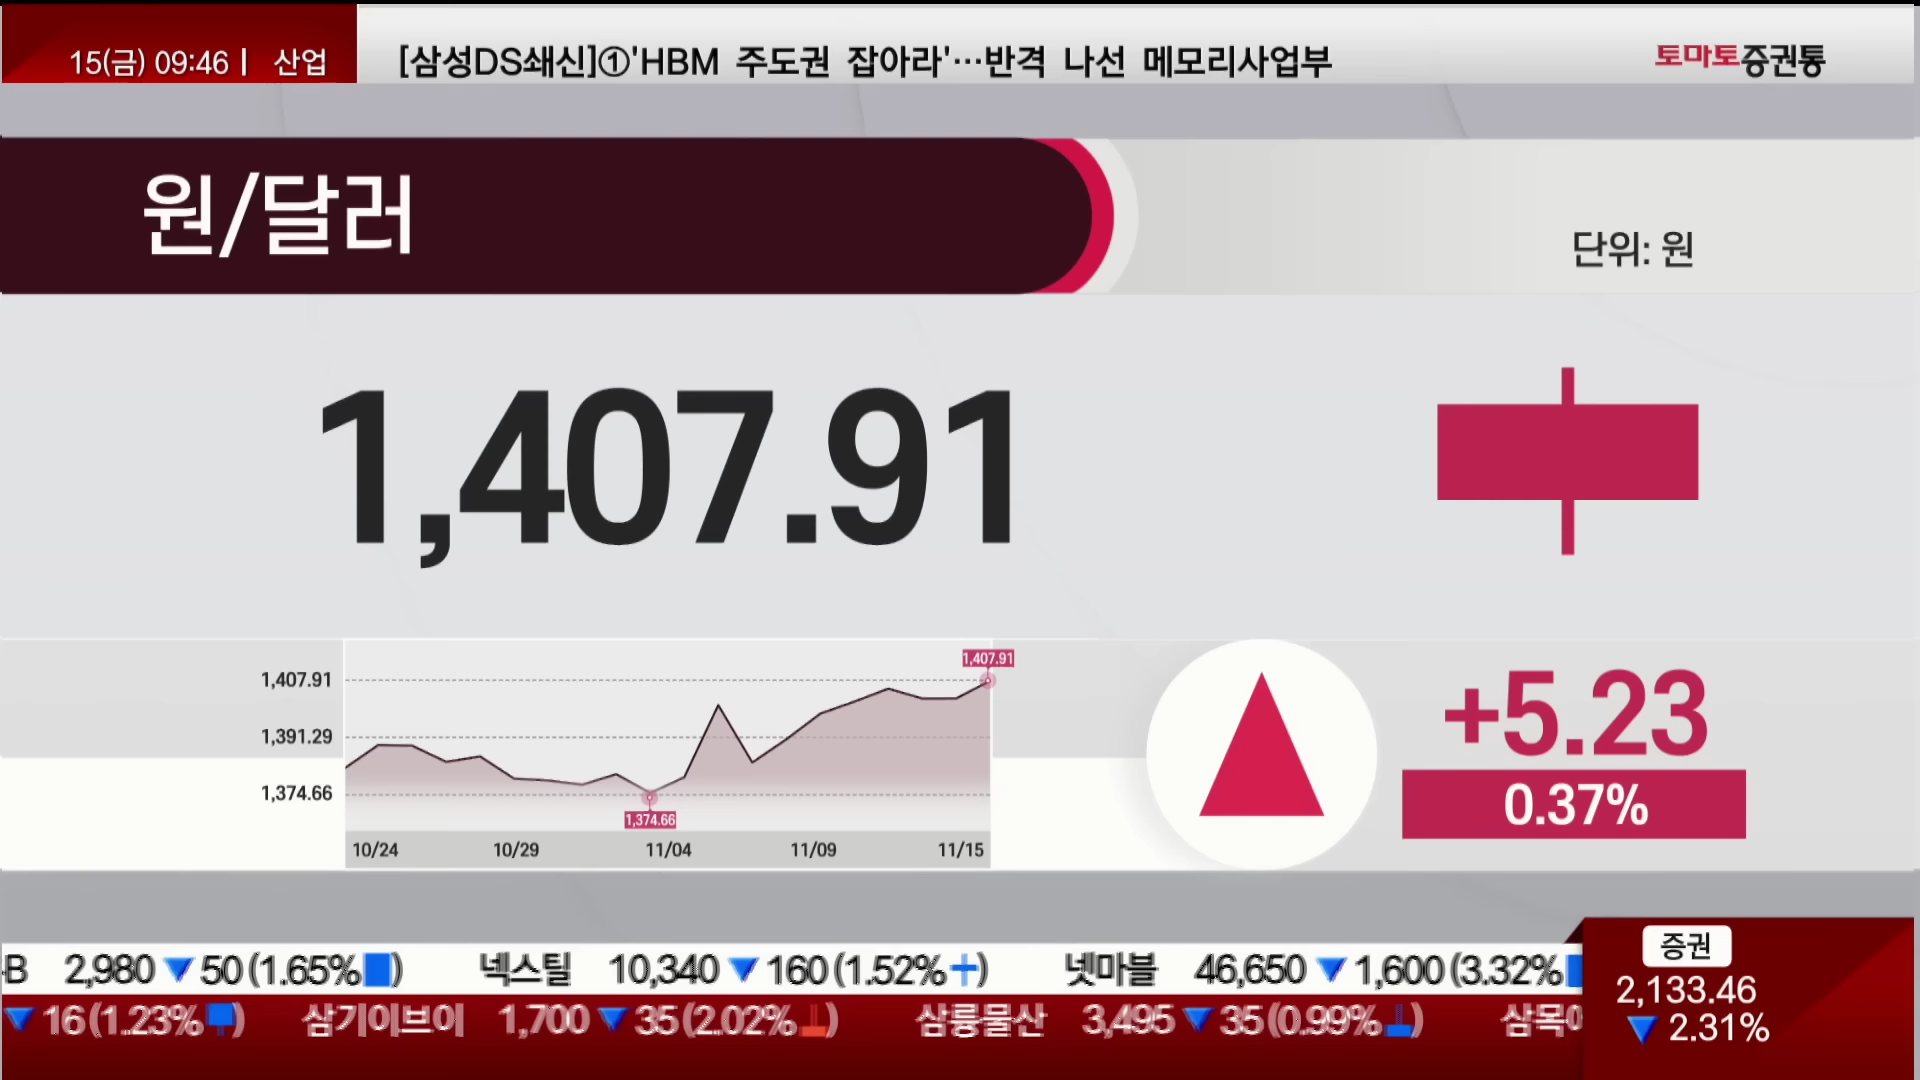 15(금) 09:46 | 산업
[삼성DS쇄신]①'HBM 주도권 잡아라'…반격 나선 메모리사업부
토마토증권통
원/달러
단위: 원
1,407.91
1,407.91
1,407.91
1,391.29
1,374.66
1,374.66
10/24 10/29 11/04 11/09 11/15
+5.23
0.37%
-B 2,980 ▼ 50 (1.65% ) 넥스틸 10,340 ▼ 160 (1.52% ) 넷마블 46,650 ▼ 1,600 (3.32%
▼ 16 (1.23% ) 삼기이브이 1,700 ▼ 35 (2.02% ) 삼륭물산 3,495 ▼ 35 (0.99% ) 삼목
증권
2,133.46
▼ 2.31%